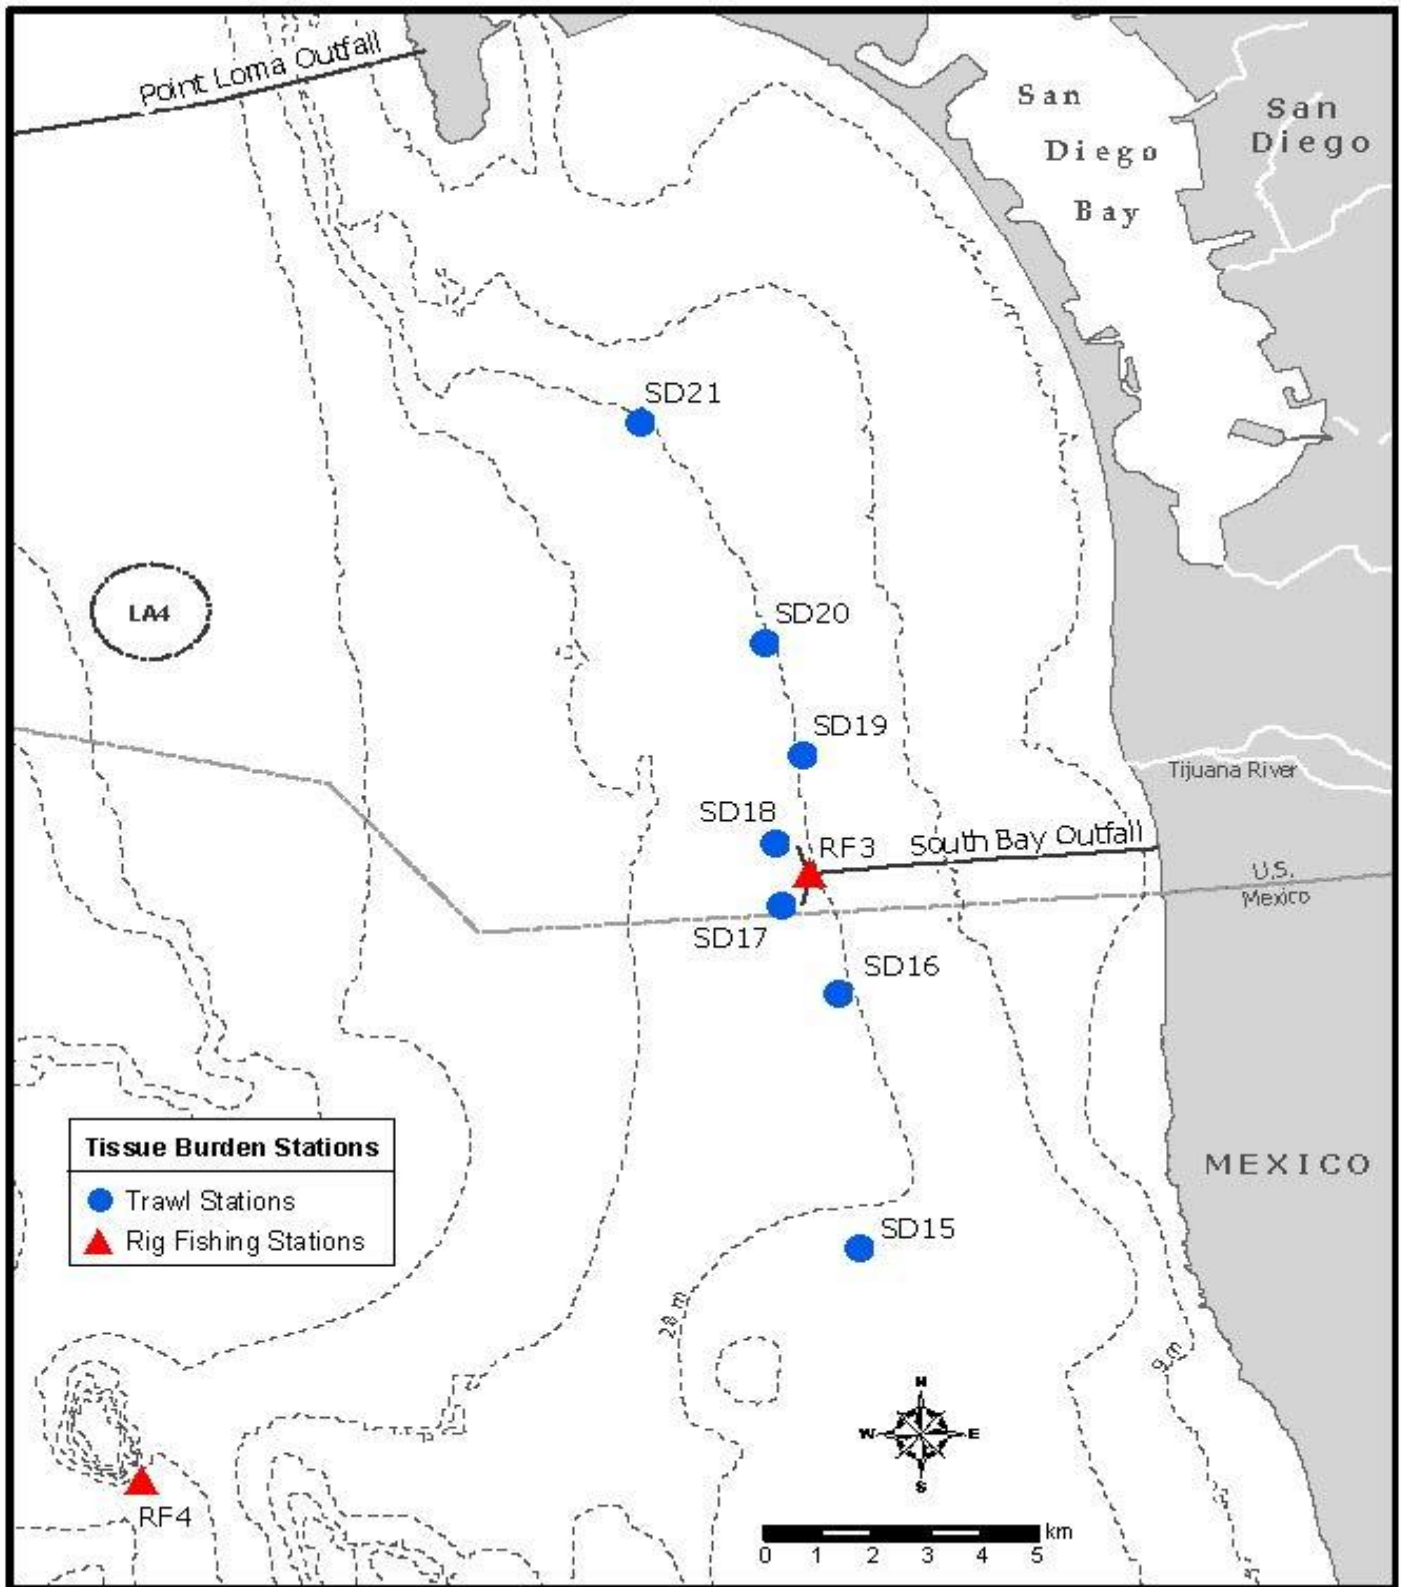 Point Loma Outfall
San
Diego
Bay
San
Diego
SD21
LA4
SD20
SD19
Tijuana River
SD18
RF3
South Bay Outfall
U.S.
Mexico
SD17
SD16
Tissue Burden Stations
Trawl Stations
Rig Fishing Stations
MEXICO
SD15
28 m
9 m
N
W
E
S
RF4
km
0 1 2 3 4 5